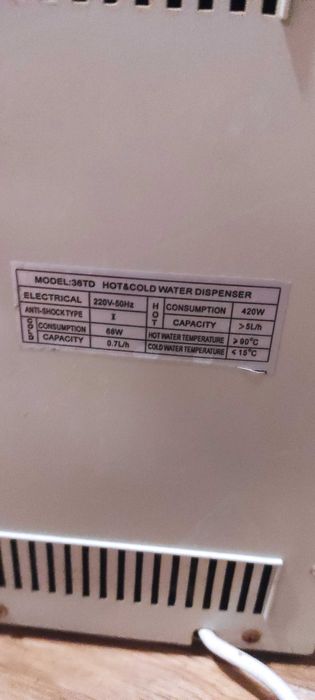 MODEL:36TD HOT&COLD WATER DISPENSER
ELECTRICAL 220V-50Hz HOT CONSUMPTION 420W
ANTI-SHOCK TYPE I CAPACITY >5L/h
COLD CONSUMPTION 68W HOT WATER TEMPERATURE ≥90°C
CAPACITY 0.7L/h COLD WATER TEMPERATURE ≤15°C